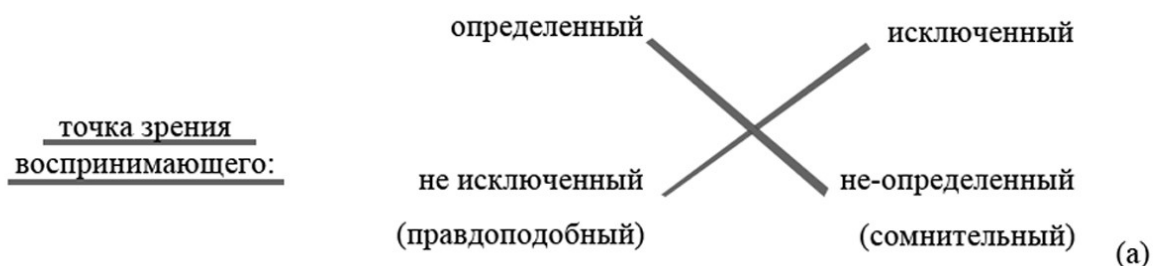 определенный
исключенный
точка зрения
воспринимающего:
не исключенный
не-определенный
(правдоподобный)
(сомнительный)
(а)